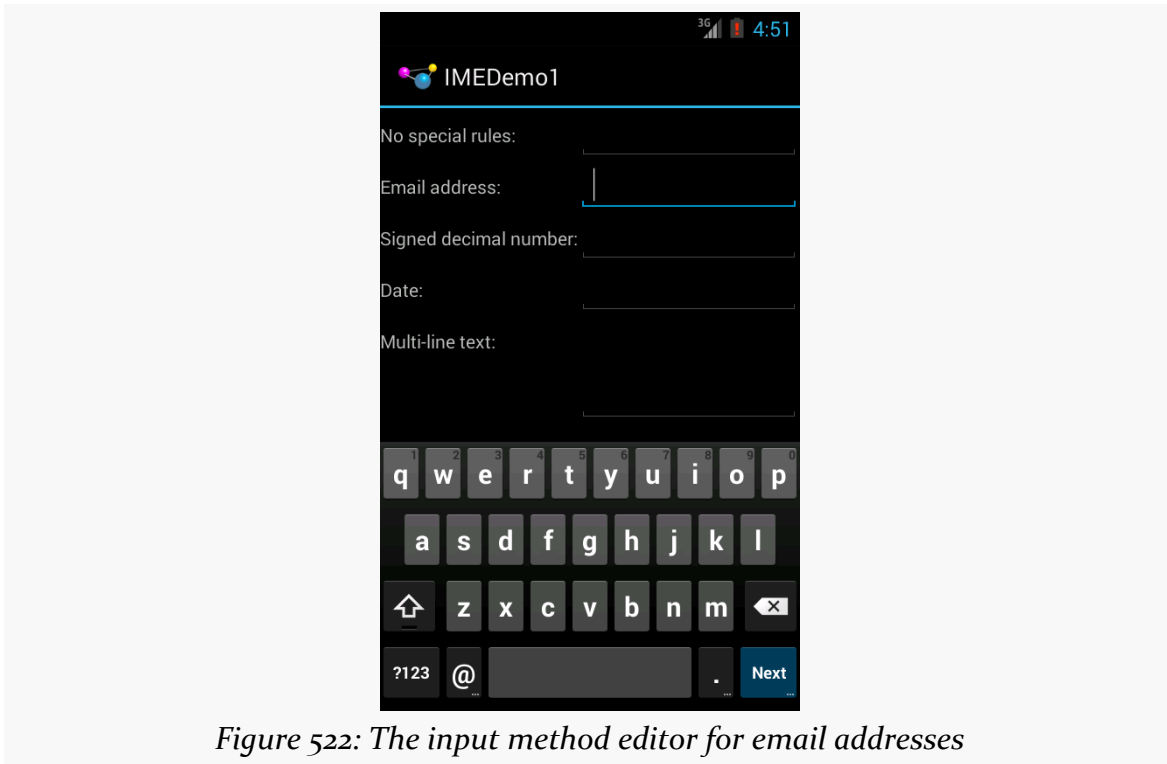 3G 4:51
IMEDemo1
No special rules:
Email address:
Signed decimal number:
Date:
Multi-line text:
1 2 3 4 5 6 7 8 9 0
q w e r t y u i o p
a s d f g h j k l
z x c v b n m
?123 @ ... . ... Next ...
Figure 522: The input method editor for email addresses